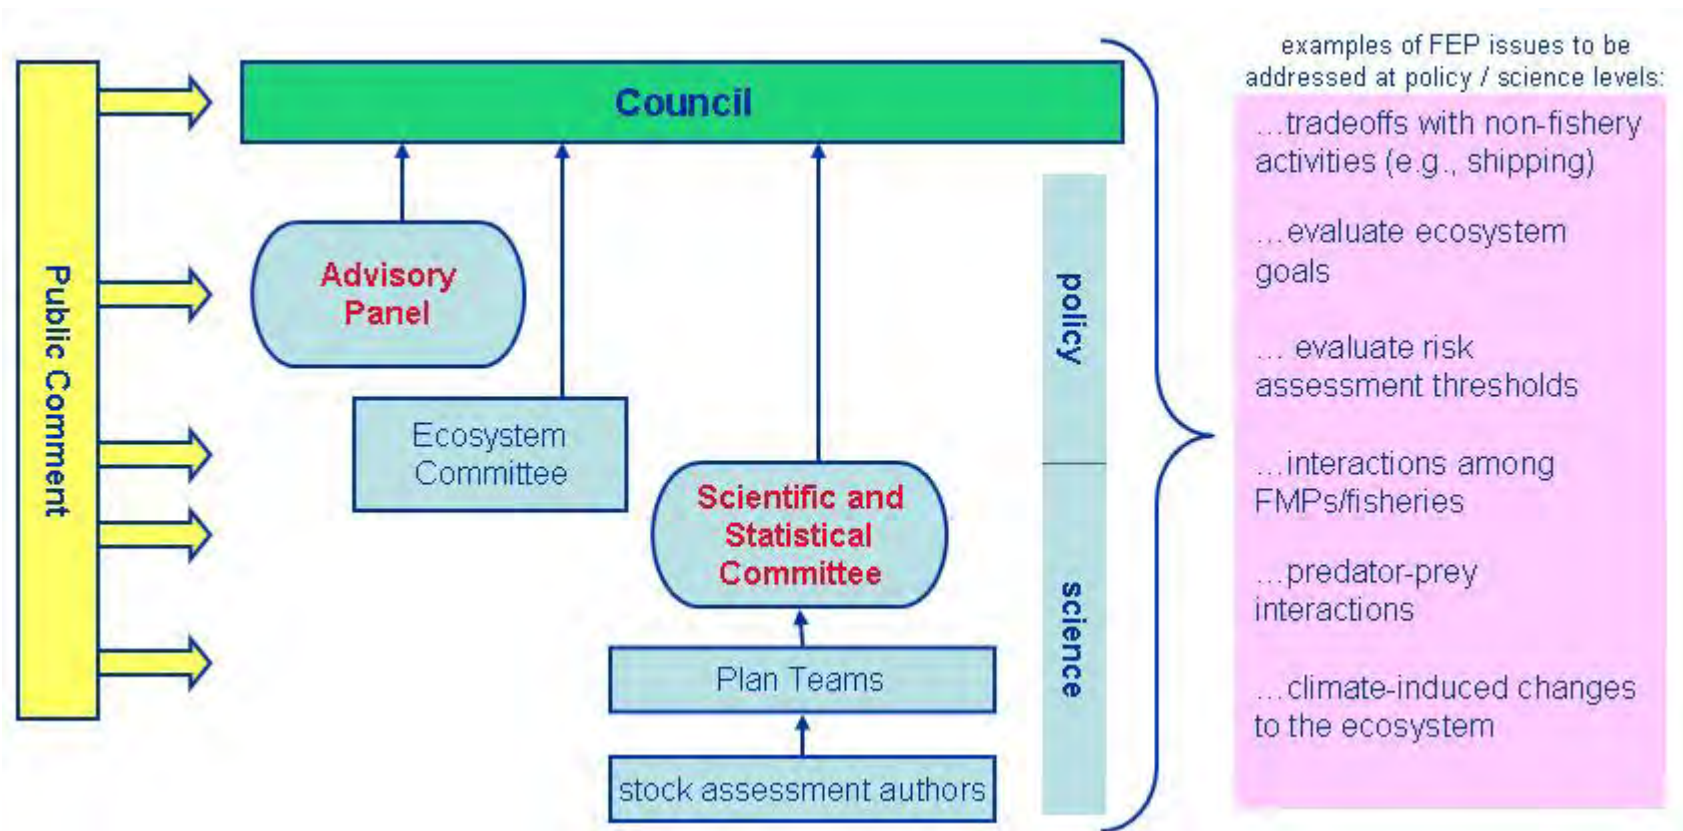 Public Comment
Council
Advisory
Panel
Ecosystem
Committee
Scientific and
Statistical
Committee
Plan Teams
stock assessment authors
policy
science
examples of FEP issues to be
addressed at policy / science levels:
...tradeoffs with non-fishery
activities (e.g., shipping)
...evaluate ecosystem
goals
... evaluate risk
assessment thresholds
...interactions among
FMPs/fisheries
...predator-prey
interactions
...climate-induced changes
to the ecosystem